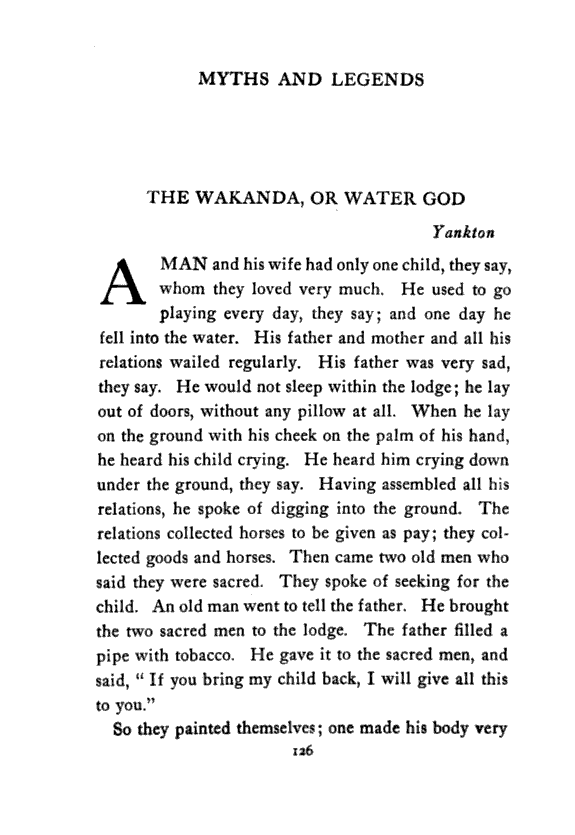 MYTHS AND LEGENDS
THE WAKANDA, OR WATER GOD
Yankton
A MAN and his wife had only one child, they say,
whom they loved very much. He used to go
playing every day, they say; and one day he
fell into the water. His father and mother and all his
relations wailed regularly. His father was very sad,
they say. He would not sleep within the lodge; he lay
out of doors, without any pillow at all. When he lay
on the ground with his cheek on the palm of his hand,
he heard his child crying. He heard him crying down
under the ground, they say. Having assembled all his
relations, he spoke of digging into the ground. The
relations collected horses to be given as pay; they col-
lected goods and horses. Then came two old men who
said they were sacred. They spoke of seeking for the
child. An old man went to tell the father. He brought
the two sacred men to the lodge. The father filled a
pipe with tobacco. He gave it to the sacred men, and
said, “ If you bring my child back, I will give all this
to you.”
So they painted themselves; one made his body very
126